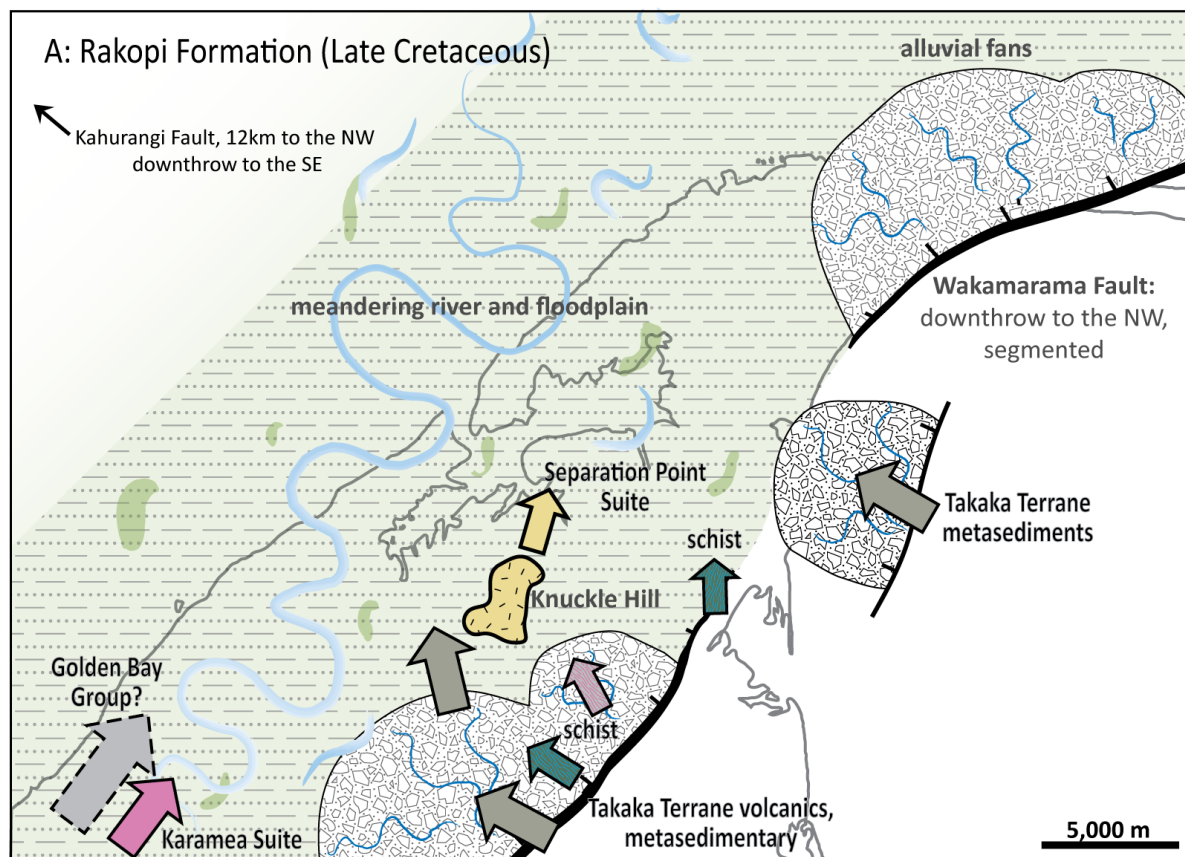 A: Rakopi Formation (Late Cretaceous)
alluvial fans
Kahurangi Fault, 12km to the NW
downthrow to the SE
meandering river and floodplain
Wakamarama Fault:
downthrow to the NW,
segmented
Separation Point
Suite
Takaka Terrane
metasediments
schist
Knuckle Hill
Golden Bay
Group?
schist
Karamea Suite
Takaka Terrane volcanics,
metasedimentary
5,000 m